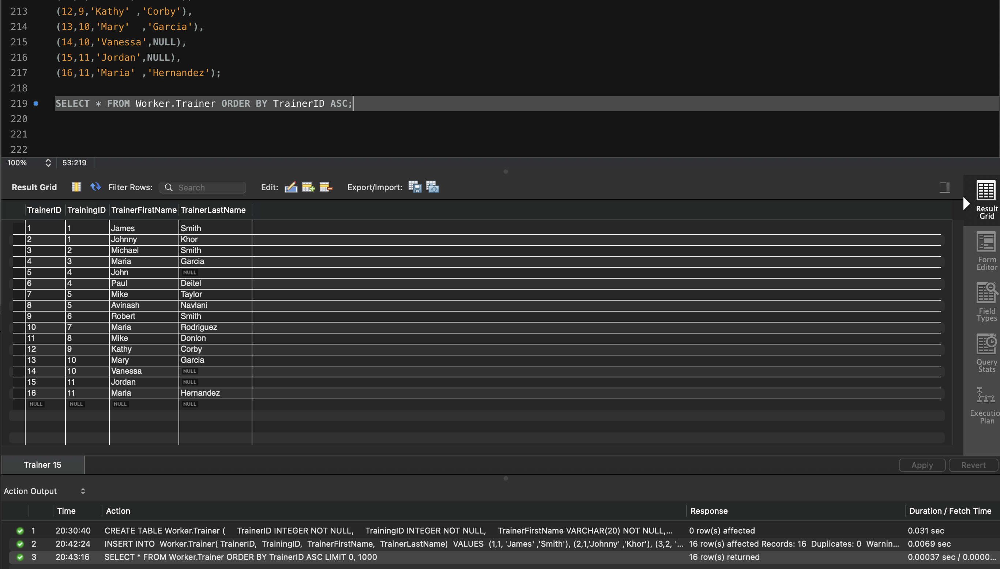 213 (12,9,'Kathy' ,'Corby'),
214 (13,10,'Mary'  ,'Garcia'),
215 (14,10,'Vanessa',NULL),
216 (15,11,'Jordan',NULL),
217 (16,11,'Maria' ,'Hernandez');
218
219 SELECT * FROM Worker.Trainer ORDER BY TrainerID ASC;
220
221
222
100% 53:219
Result Grid Filter Rows: Search Edit: Export/Import:
TrainerID TrainingID TrainerFirstName TrainerLastName
1 1 James Smith
2 1 Johnny Khor
3 2 Michael Smith
4 3 Maria Garcia
5 4 John NULL
6 4 Paul Deitel
7 5 Mike Taylor
8 5 Avinash Navlani
9 6 Robert Smith
10 7 Maria Rodriguez
11 8 Mike Donlon
12 9 Kathy Corby
13 10 Mary Garcia
14 10 Vanessa NULL
15 11 Jordan NULL
16 11 Maria Hernandez
NULL NULL NULL NULL
Result
Grid
Form
Editor
Field
Types
Query
Stats
Executio
Plan
Trainer 15 Apply Revert
Action Output
Time Action Response Duration / Fetch Time
1 20:30:40 CREATE TABLE Worker.Trainer ( TrainerID INTEGER NOT NULL, TrainingID INTEGER NOT NULL, TrainerFirstName VARCHAR(20) NOT NULL,... 0 row(s) affected 0.031 sec
2 20:42:24 INSERT INTO Worker.Trainer( TrainerID, TrainingID, TrainerFirstName, TrainerLastName) VALUES (1,1, 'James' ,'Smith'), (2,1,'Johnny' ,'Khor'), (3,2, '... 16 row(s) affected Records: 16 Duplicates: 0 Warnin... 0.0069 sec
3 20:43:16 SELECT * FROM Worker.Trainer ORDER BY TrainerID ASC LIMIT 0, 1000 16 row(s) returned 0.00037 sec / 0.0000...